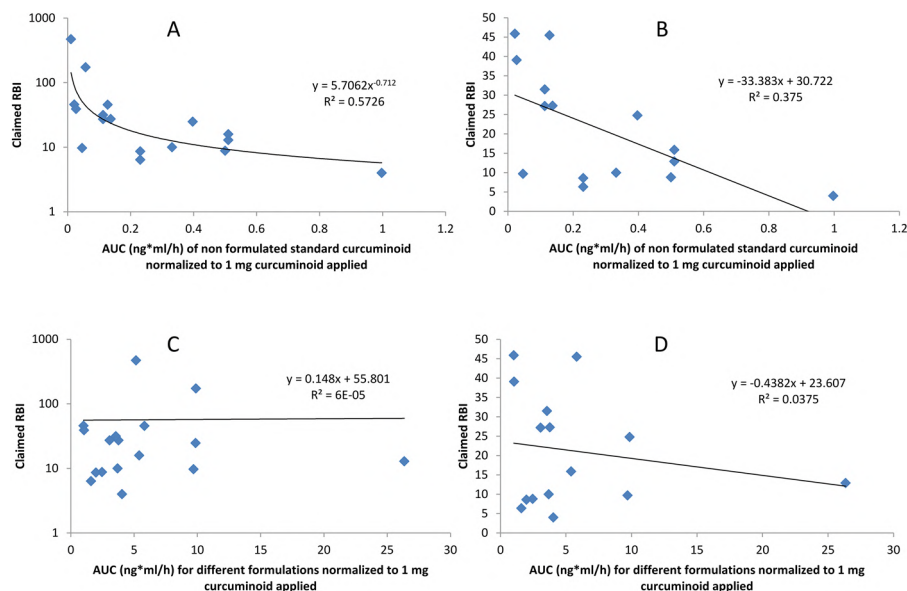 A
1000
100
10
1
Claimed RBI
y = 5.7062x^-0.712
R² = 0.5726
0 0.2 0.4 0.6 0.8 1 1.2
AUC (ng*ml/h) of non formulated standard curcuminoid
normalized to 1 mg curcuminoid applied
B
50
45
40
35
30
25
20
15
10
5
0
Claimed RBI
y = -33.383x + 30.722
R² = 0.375
0 0.2 0.4 0.6 0.8 1 1.2
AUC (ng*ml/h) of non formulated standard curcuminoid
normalized to 1 mg curcuminoid applied
C
1000
100
10
1
Claimed RBI
y = 0.148x + 55.801
R² = 6E-05
0 5 10 15 20 25 30
AUC (ng*ml/h) for different formulations normalized to 1 mg
curcuminoid applied
D
50
45
40
35
30
25
20
15
10
5
0
Claimed RBI
y = -0.4382x + 23.607
R² = 0.0375
0 5 10 15 20 25 30
AUC (ng*ml/h) for different formulations normalized to 1 mg
curcuminoid applied